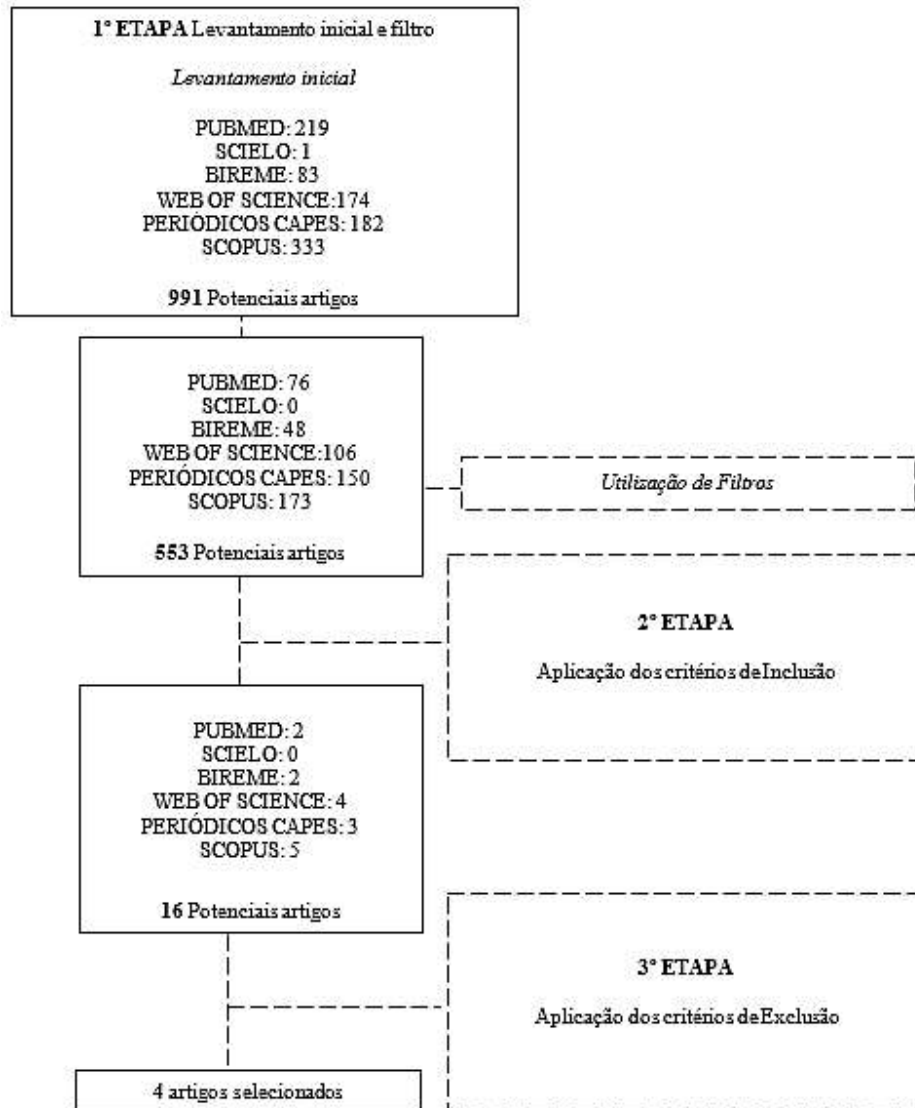 1º ETAPA Levantamento inicial e filtro
Levantamento inicial
PUBMED: 219
SCIELO: 1
BIREME: 83
WEB OF SCIENCE:174
PERIÓDICOS CAPES: 182
SCOPUS: 333
991 Potenciais artigos
PUBMED: 76
SCIELO: 0
BIREME: 48
WEB OF SCIENCE:106
PERIÓDICOS CAPES: 150
SCOPUS: 173
553 Potenciais artigos
Utilização de Filtros
2º ETAPA
Aplicação dos critérios de Inclusão
PUBMED: 2
SCIELO: 0
BIREME: 2
WEB OF SCIENCE: 4
PERIÓDICOS CAPES: 3
SCOPUS: 5
16 Potenciais artigos
3º ETAPA
Aplicação dos critérios de Exclusão
4 artigos selecionados